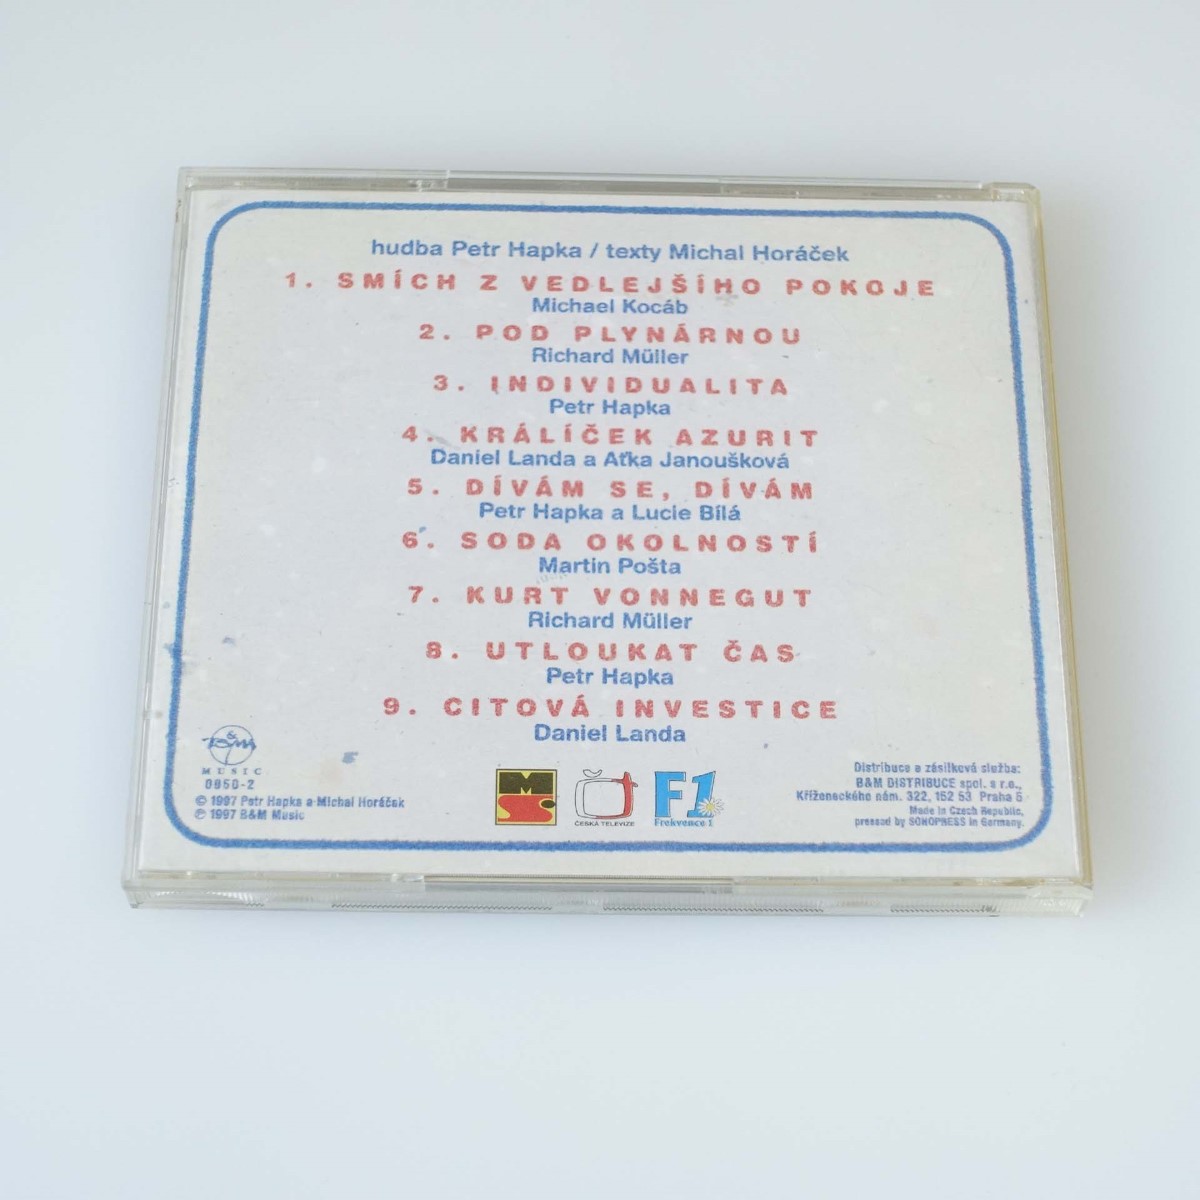 hudba Petr Hapka / texty Michal Horáček
1. SMÍCH Z VEDLEJŠÍHO POKOJE
Michael Kocáb
2. POD PLYNÁRNOU
Richard Müller
3. INDIVIDUALITA
Petr Hapka
4. KRÁLÍČEK AZURIT
Daniel Landa a Aťka Janoušková
5. DÍVÁM SE, DÍVÁM
Petr Hapka a Lucie Bílá
6. SODA OKOLNOSTÍ
Martin Pošta
7. KURT VONNEGUT
Richard Müller
8. UTLOUKAT ČAS
Petr Hapka
9. CITOVÁ INVESTICE
Daniel Landa
MUSIC
0050-2
© 1997 Petr Hapka a Michal Horáček
℗ 1997 B&M Music
ČESKÁ TELEVIZE
F1
Frekvence 1
Distribuce a zásilková služba:
B&M DISTRIBUCE spol. s r.o.,
Kříženeckého nám. 322, 152 53 Praha 5
Made in Czech Republic,
pressed by SONOPRESS in Germany.